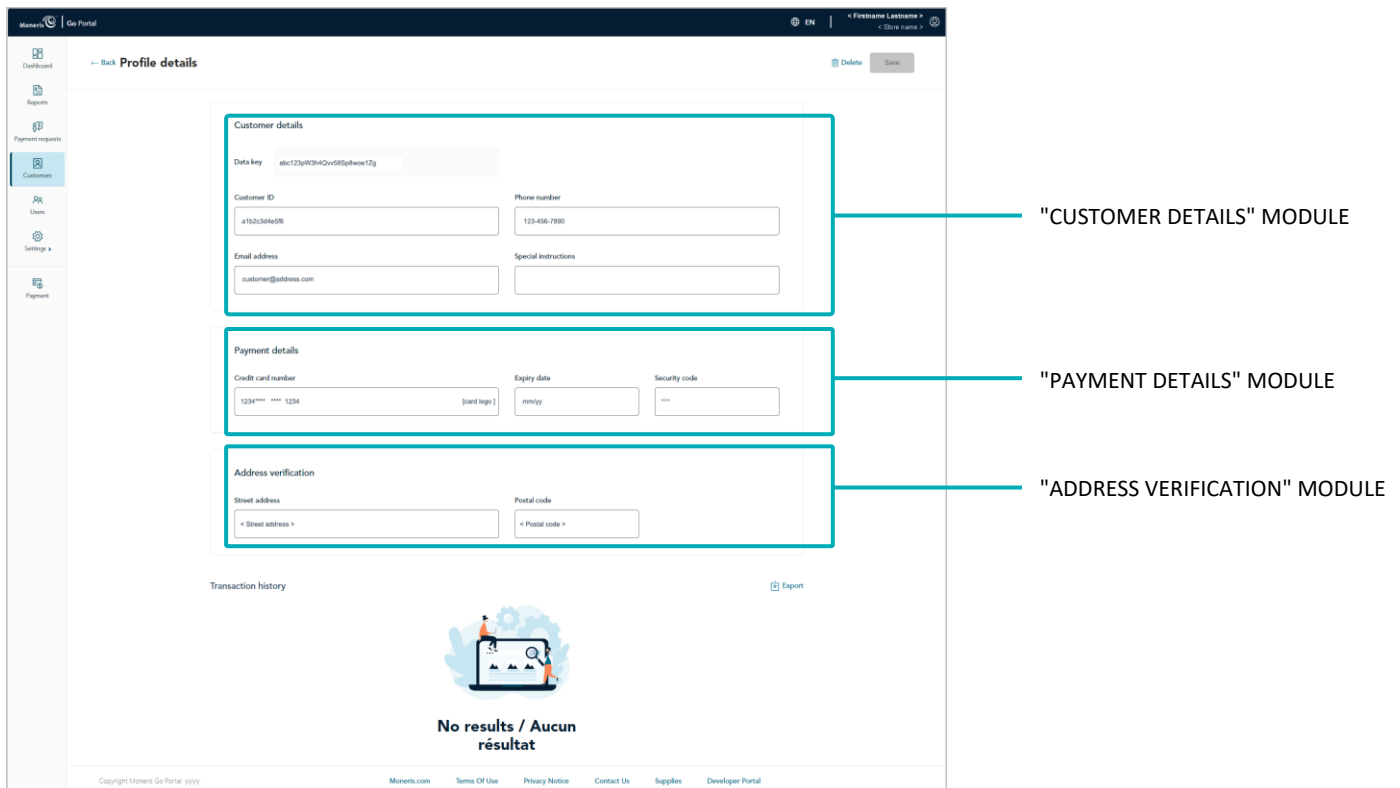 Moneris Go Portal
EN
< Firstname Lastname >
< Store name >
Dashboard
Reports
Payment requests
Customers
Users
Settings
Payment
← Back Profile details
Delete
Save
Customer details
Data key abc123pW3h4Qvv58Sp8woe1Zg
Customer ID
Phone number
a1b2c3d4e5f6
123-456-7890
Email address
Special instructions
customer@address.com
"CUSTOMER DETAILS" MODULE
Payment details
Credit card number
Expiry date
Security code
1234**** **** 1234 [card logo ]
mm/yy
***
"PAYMENT DETAILS" MODULE
Address verification
Street address
Postal code
< Street address >
< Postal code >
"ADDRESS VERIFICATION" MODULE
Transaction history
Export
No results / Aucun
résultat
Copyright Moneris Go Portal yyyy
Moneris.com Terms Of Use Privacy Notice Contact Us Supplies Developer Portal